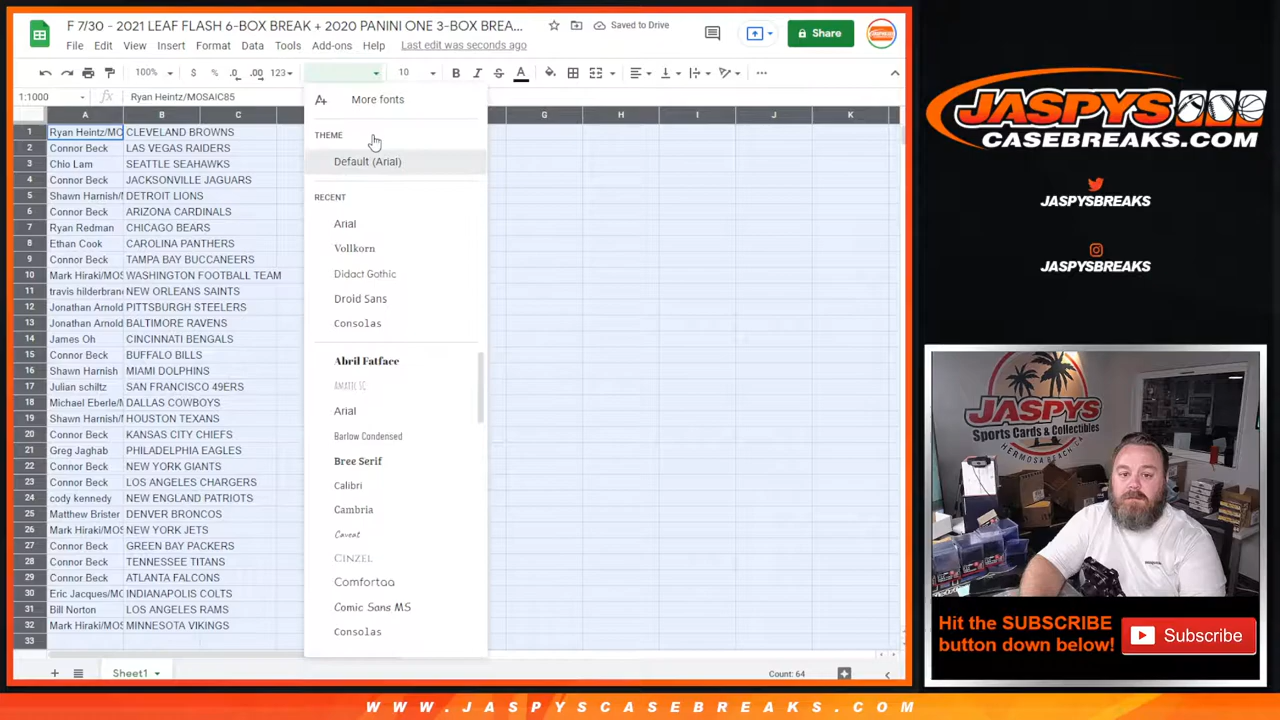 F 7/30 - 2021 LEAF FLASH 6-BOX BREAK + 2020 PANINI ONE 3-BOX BREA...
Saved to Drive
Share
File Edit View Insert Format Data Tools Add-ons Help Last edit was seconds ago
100% $ % .0 .00 123 10 B I S A
1:1000 fx Ryan Heintz/MOSAIC85
A B C G H I J K
1 Ryan Heintz/MO CLEVELAND BROWNS
2 Connor Beck LAS VEGAS RAIDERS
3 Chio Lam SEATTLE SEAHAWKS
4 Connor Beck JACKSONVILLE JAGUARS
5 Shawn Harnish/ DETROIT LIONS
6 Connor Beck ARIZONA CARDINALS
7 Ryan Redman CHICAGO BEARS
8 Ethan Cook CAROLINA PANTHERS
9 Connor Beck TAMPA BAY BUCCANEERS
10 Mark Hiraki/MOS WASHINGTON FOOTBALL TEAM
11 travis hilderbran NEW ORLEANS SAINTS
12 Jonathan Arnold PITTSBURGH STEELERS
13 Jonathan Arnold BALTIMORE RAVENS
14 James Oh CINCINNATI BENGALS
15 Connor Beck BUFFALO BILLS
16 Shawn Harnish MIAMI DOLPHINS
17 Julian schiltz SAN FRANCISCO 49ERS
18 Michael Eberle/ DALLAS COWBOYS
19 Shawn Harnish/ HOUSTON TEXANS
20 Connor Beck KANSAS CITY CHIEFS
21 Greg Jaghab PHILADELPHIA EAGLES
22 Connor Beck NEW YORK GIANTS
23 Connor Beck LOS ANGELES CHARGERS
24 cody kennedy NEW ENGLAND PATRIOTS
25 Matthew Brister DENVER BRONCOS
26 Mark Hiraki/MOS NEW YORK JETS
27 Connor Beck GREEN BAY PACKERS
28 Connor Beck TENNESSEE TITANS
29 Connor Beck ATLANTA FALCONS
30 Eric Jacques/MO INDIANAPOLIS COLTS
31 Bill Norton LOS ANGELES RAMS
32 Mark Hiraki/MOS MINNESOTA VIKINGS
33
More fonts
THEME
Default (Arial)
RECENT
Arial
Vollkorn
Didact Gothic
Droid Sans
Consolas
Abril Fatface
AMATIC SC
Arial
Barlow Condensed
Bree Serif
Calibri
Cambria
Caveat
CINZEL
Comfortaa
Comic Sans MS
Consolas
Sheet1
Count: 64
JASPYS
CASEBREAKS.COM
JASPYSBREAKS
JASPYSBREAKS
JASPYS
Sports Cards & Collectibles
HERMOSA BEACH
Hit the SUBSCRIBE
button down below!
Subscribe
WWW.JASPYSCASEBREAKS.COM